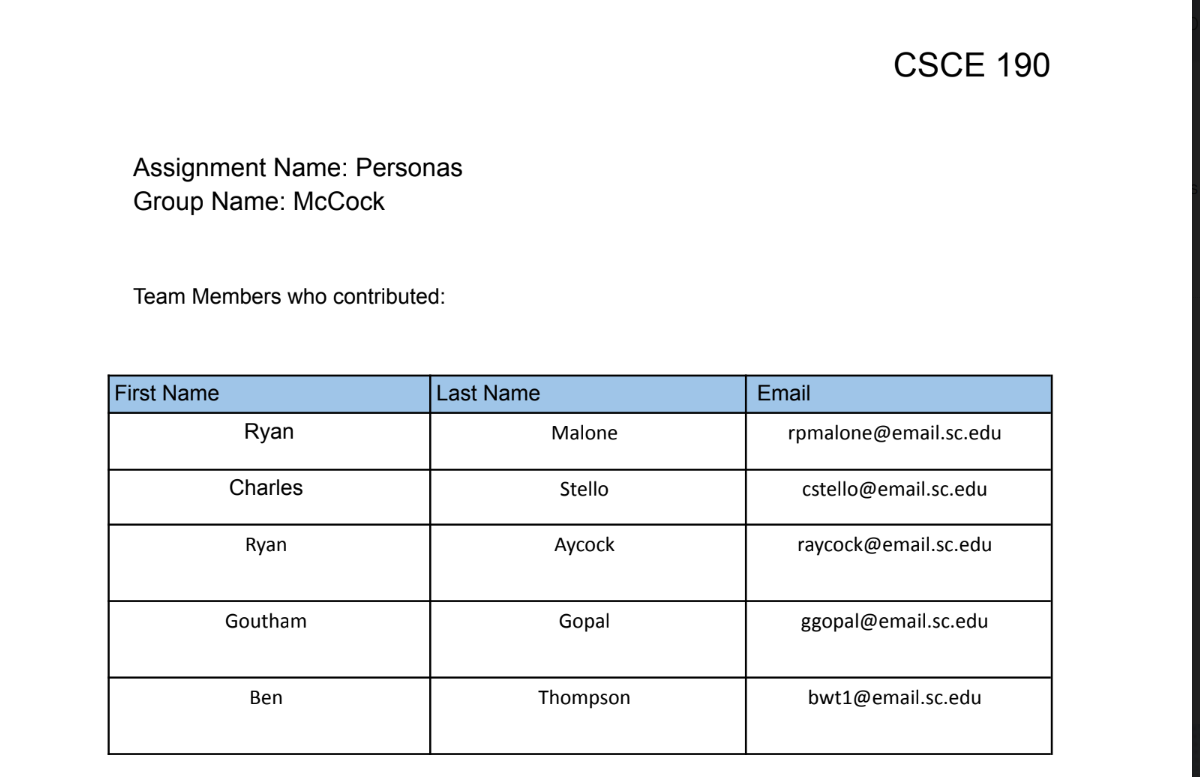 CSCE 190
Assignment Name: Personas
Group Name: McCock
Team Members who contributed:
First Name Last Name Email
Ryan Malone rpmalone@email.sc.edu
Charles Stello cstello@email.sc.edu
Ryan Aycock raycock@email.sc.edu
Goutham Gopal ggopal@email.sc.edu
Ben Thompson bwt1@email.sc.edu